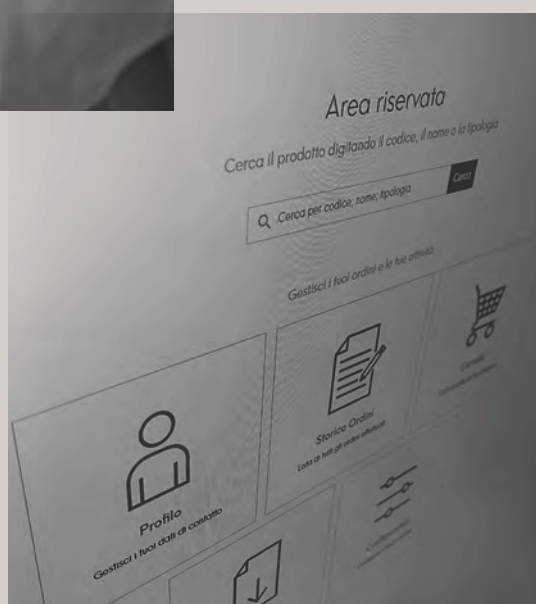 Area riservata
Cerca il prodotto digitando il codice, il nome o la tipologia
Cerca per codice, nome, tipologia
Cerca
Gestisci i tuoi ordini e le tue attività
Profilo
Gestisci i tuoi dati di contatto
Storico Ordini
Lista di tutti gli ordini effettuati